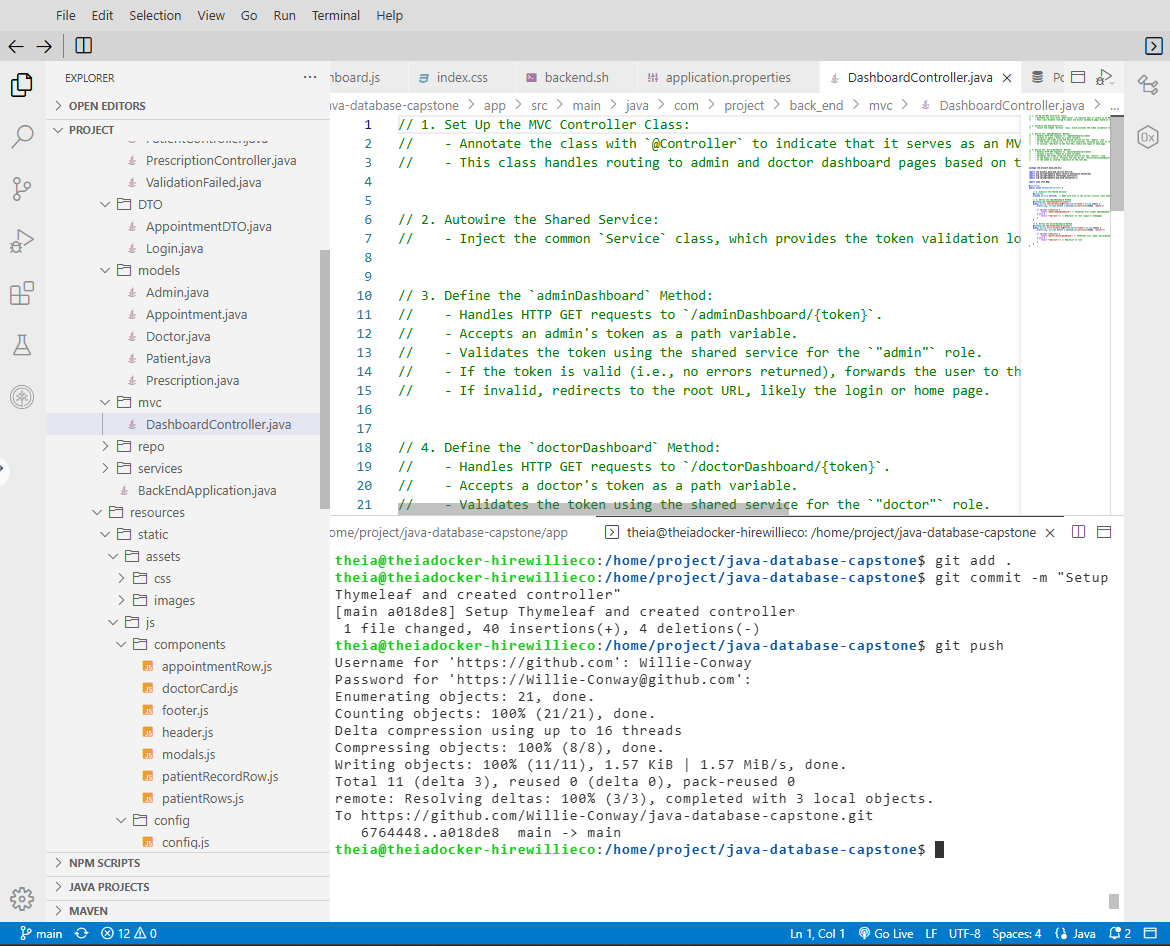 File Edit Selection View Go Run Terminal Help
EXPLORER
OPEN EDITORS
PROJECT
PatientController.java
PrescriptionController.java
ValidationFailed.java
DTO
AppointmentDTO.java
Login.java
models
Admin.java
Appointment.java
Doctor.java
Patient.java
Prescription.java
mvc
DashboardController.java
repo
services
BackEndApplication.java
resources
static
assets
css
images
js
components
appointmentRow.js
doctorCard.js
footer.js
header.js
modals.js
patientRecordRow.js
patientRows.js
config
config.js
NPM SCRIPTS
JAVA PROJECTS
MAVEN
hboard.js index.css backend.sh application.properties DashboardController.java Po
ava-database-capstone > app > src > main > java > com > project > back_end > mvc > DashboardController.java > ...
1 // 1. Set Up the MVC Controller Class:
2 //    - Annotate the class with `@Controller` to indicate that it serves as an MV
3 //    - This class handles routing to admin and doctor dashboard pages based on t
4
5
6 // 2. Autowire the Shared Service:
7 //    - Inject the common `Service` class, which provides the token validation lo
8
9
10 // 3. Define the `adminDashboard` Method:
11 //    - Handles HTTP GET requests to `/adminDashboard/{token}`.
12 //    - Accepts an admin's token as a path variable.
13 //    - Validates the token using the shared service for the `"admin"` role.
14 //    - If the token is valid (i.e., no errors returned), forwards the user to th
15 //    - If invalid, redirects to the root URL, likely the login or home page.
16
17
18 // 4. Define the `doctorDashboard` Method:
19 //    - Handles HTTP GET requests to `/doctorDashboard/{token}`.
20 //    - Accepts a doctor's token as a path variable.
21 //    - Validates the token using the shared service for the `"doctor"` role.
ome/project/java-database-capstone/app theia@theiadocker-hirewillieco: /home/project/java-database-capstone
theia@theiadocker-hirewillieco:/home/project/java-database-capstone$ git add .
theia@theiadocker-hirewillieco:/home/project/java-database-capstone$ git commit -m "Setup
Thymeleaf and created controller"
[main a018de8] Setup Thymeleaf and created controller
 1 file changed, 40 insertions(+), 4 deletions(-)
theia@theiadocker-hirewillieco:/home/project/java-database-capstone$ git push
Username for 'https://github.com': Willie-Conway
Password for 'https://Willie-Conway@github.com':
Enumerating objects: 21, done.
Counting objects: 100% (21/21), done.
Delta compression using up to 16 threads
Compressing objects: 100% (8/8), done.
Writing objects: 100% (11/11), 1.57 KiB | 1.57 MiB/s, done.
Total 11 (delta 3), reused 0 (delta 0), pack-reused 0
remote: Resolving deltas: 100% (3/3), completed with 3 local objects.
To https://github.com/Willie-Conway/java-database-capstone.git
   6764448..a018de8  main -> main
theia@theiadocker-hirewillieco:/home/project/java-database-capstone$
0x
main 12 0 Ln 1, Col 1 Go Live LF UTF-8 Spaces: 4 Java 2